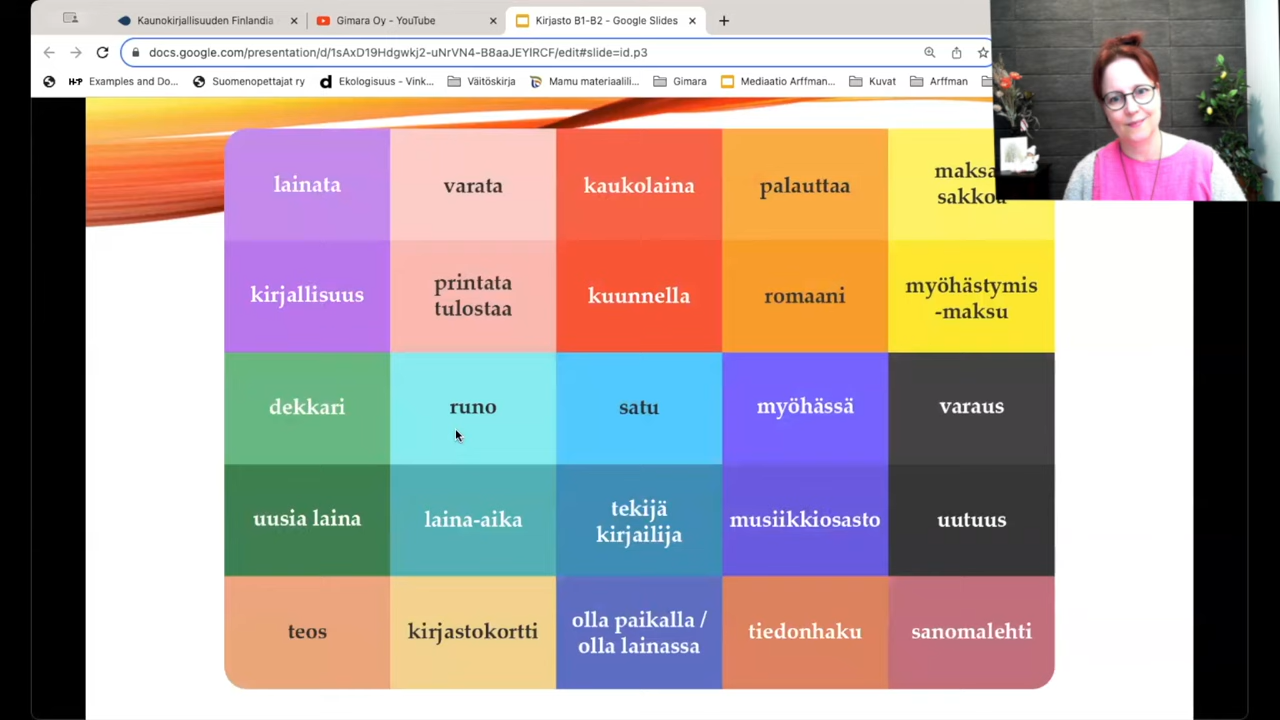 Kaunokirjallisuuden Finlandia
Gimara Oy - YouTube
Kirjasto B1-B2 - Google Slides
docs.google.com/presentation/d/1sAxD19Hdgwkj2-uNrVN4-B8aaJEYIRCF/edit#slide=id.p3
Examples and Do...
Suomenopettajat ry
Ekologisuus - Vink...
Väitöskirja
Mamu materiaalili...
Gimara
Mediaatio Arffman...
Kuvat
Arffman
lainata
varata
kaukolaina
palauttaa
kirjallisuus
printata
tulostaa
kuunnella
romaani
myöhästymis
-maksu
dekkari
runo
satu
myöhässä
varaus
uusia laina
laina-aika
tekijä
kirjailija
musiikkiosasto
uutuus
teos
kirjastokortti
olla paikalla /
olla lainassa
tiedonhaku
sanomalehti